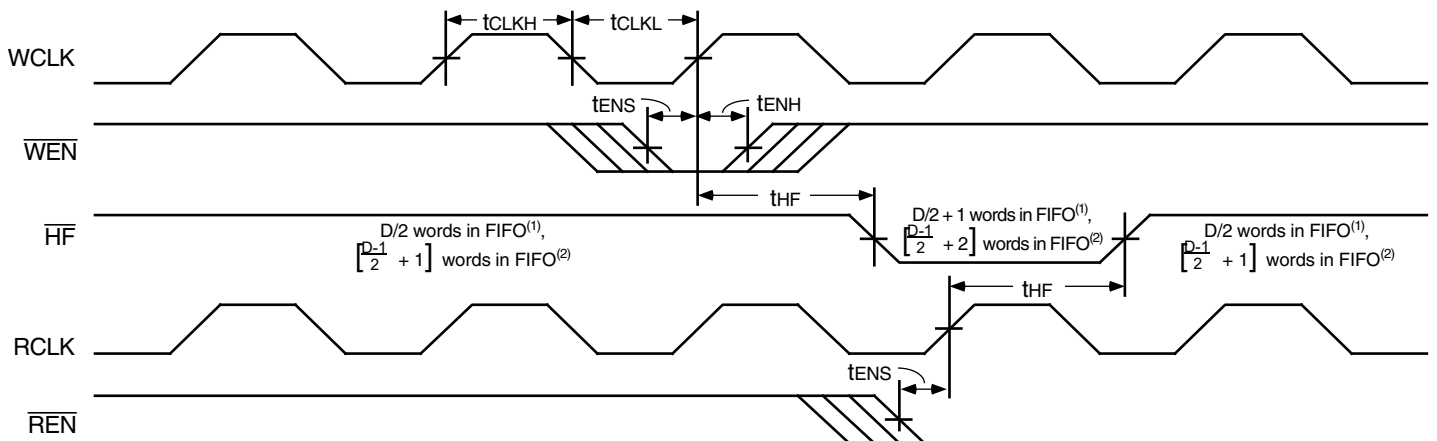 tCLKH tCLKL
WCLK
tENS tENH
WEN
tHF
HF
D/2 words in FIFO(1),
[D-1/2 + 1] words in FIFO(2)
D/2 + 1 words in FIFO(1),
[D-1/2 + 2] words in FIFO(2)
D/2 words in FIFO(1),
[D-1/2 + 1] words in FIFO(2)
tHF
RCLK
tENS
REN